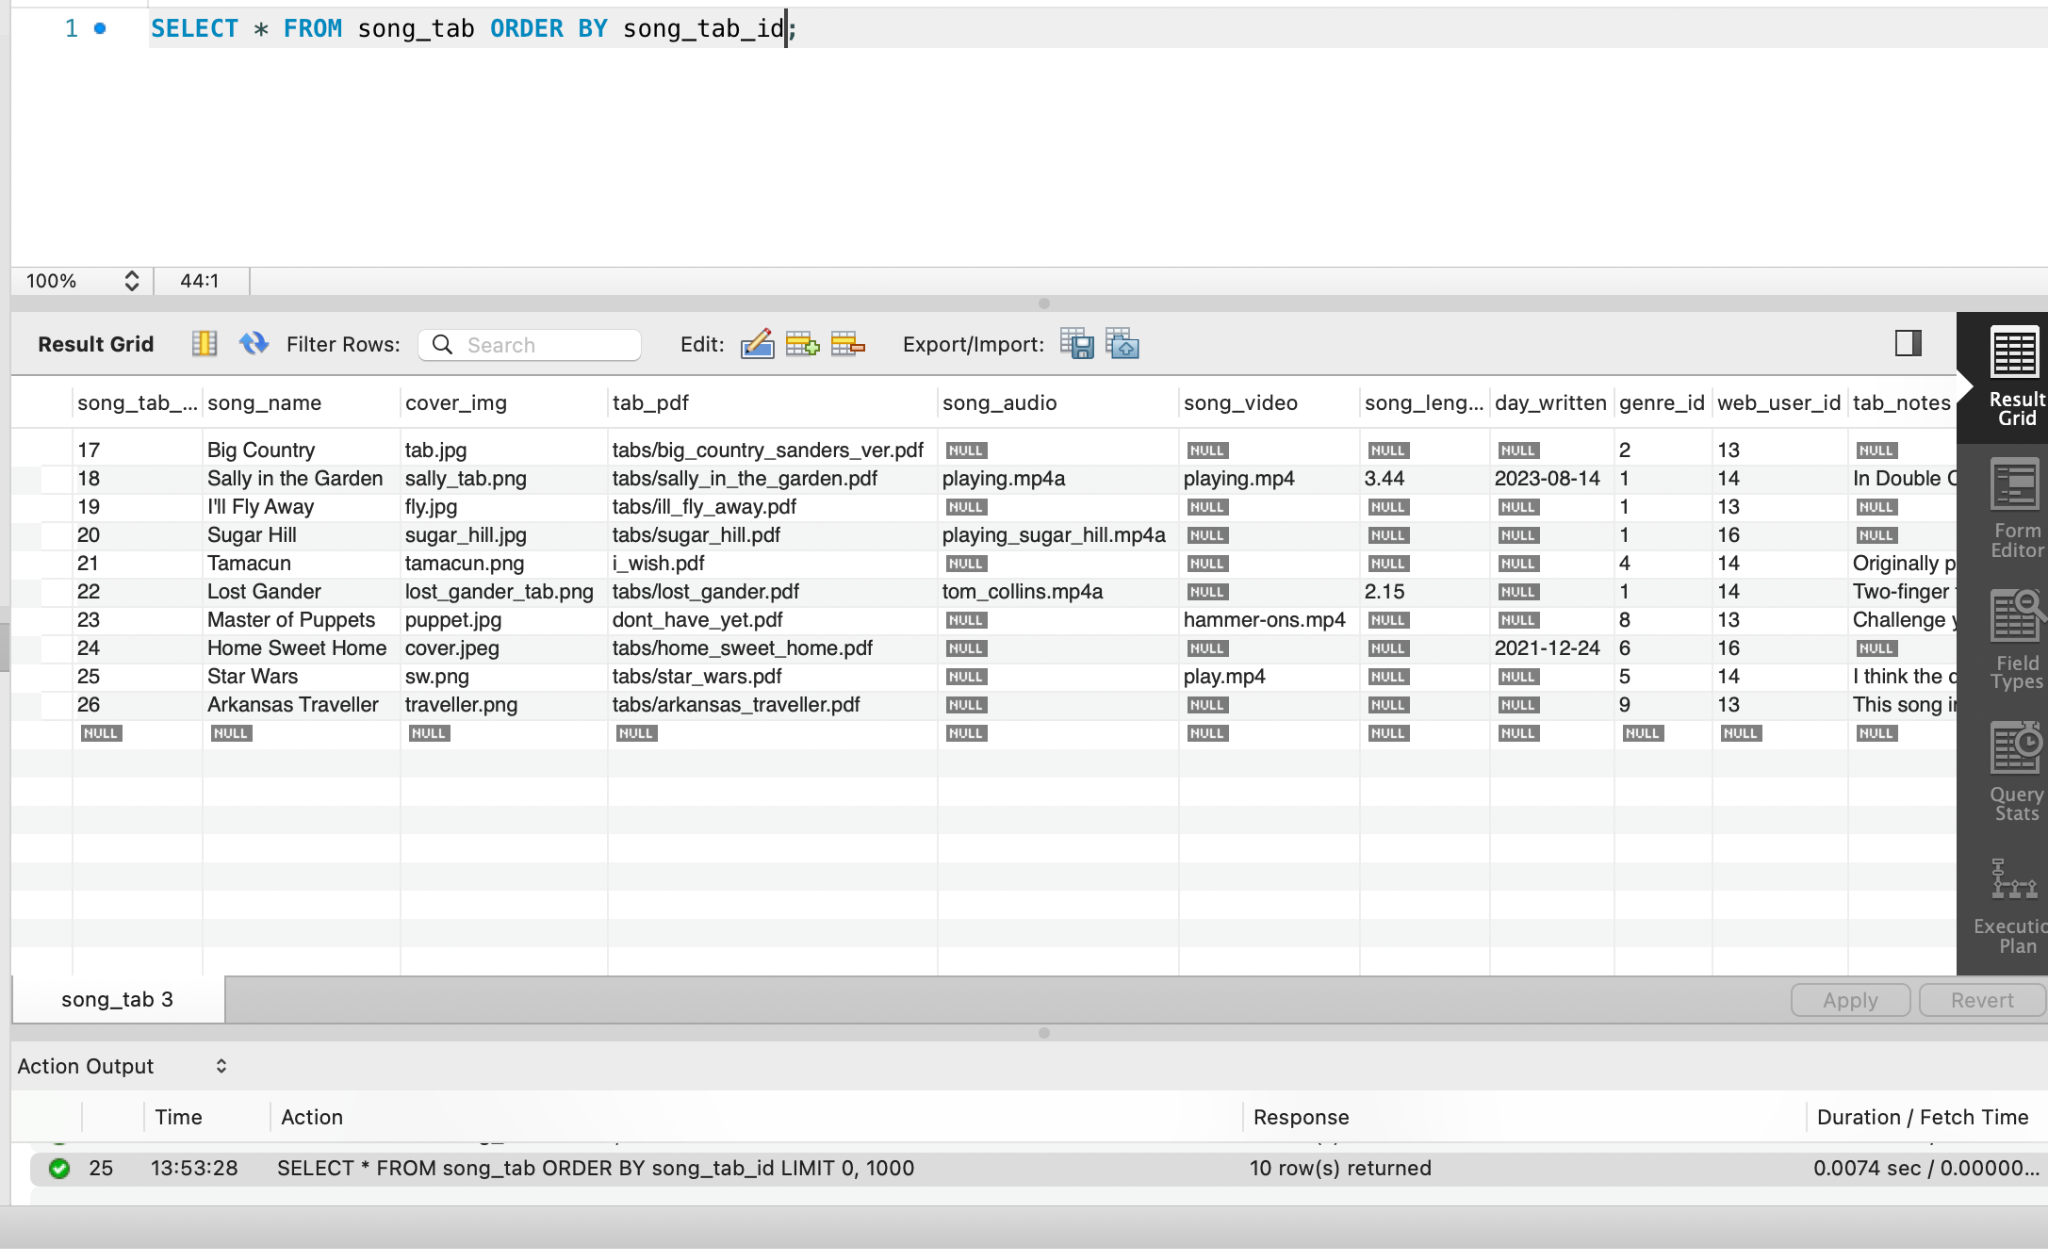 1 SELECT * FROM song_tab ORDER BY song_tab_id;
100% 44:1
Result Grid Filter Rows: Search Edit: Export/Import:
song_tab_... song_name cover_img tab_pdf song_audio song_video song_leng... day_written genre_id web_user_id tab_notes
17 Big Country tab.jpg tabs/big_country_sanders_ver.pdf NULL NULL NULL NULL 2 13 NULL
18 Sally in the Garden sally_tab.png tabs/sally_in_the_garden.pdf playing.mp4a playing.mp4 3.44 2023-08-14 1 14 In Double C
19 I'll Fly Away fly.jpg tabs/ill_fly_away.pdf NULL NULL NULL NULL 1 13 NULL
20 Sugar Hill sugar_hill.jpg tabs/sugar_hill.pdf playing_sugar_hill.mp4a NULL NULL NULL 1 16 NULL
21 Tamacun tamacun.png i_wish.pdf NULL NULL NULL NULL 4 14 Originally p
22 Lost Gander lost_gander_tab.png tabs/lost_gander.pdf tom_collins.mp4a NULL 2.15 NULL 1 14 Two-finger
23 Master of Puppets puppet.jpg dont_have_yet.pdf NULL hammer-ons.mp4 NULL NULL 8 13 Challenge y
24 Home Sweet Home cover.jpeg tabs/home_sweet_home.pdf NULL NULL NULL 2021-12-24 6 16 NULL
25 Star Wars sw.png tabs/star_wars.pdf NULL play.mp4 NULL NULL 5 14 I think the c
26 Arkansas Traveller traveller.png tabs/arkansas_traveller.pdf NULL NULL NULL NULL 9 13 This song i
NULL NULL NULL NULL NULL NULL NULL NULL NULL NULL NULL
Result
Grid
Form
Editor
Field
Types
Query
Stats
Executio
Plan
song_tab 3 Apply Revert
Action Output
Time Action Response Duration / Fetch Time
25 13:53:28 SELECT * FROM song_tab ORDER BY song_tab_id LIMIT 0, 1000 10 row(s) returned 0.0074 sec / 0.00000...